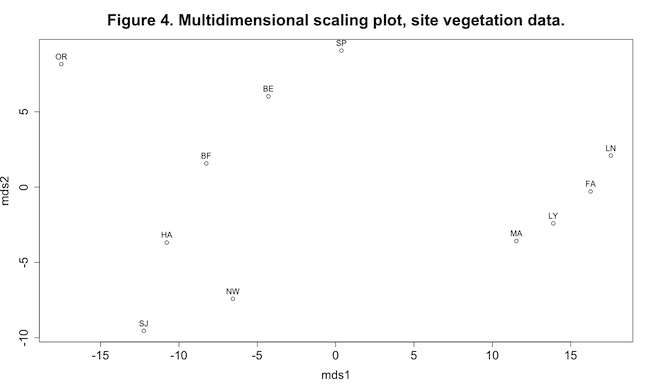 Figure 4. Multidimensional scaling plot, site vegetation data.
SP
OR
BE
5
BF
LN
0
FA
mds2
LY
MA
HA
-5
NW
SJ
-10
-15 -10 -5 0 5 10 15
mds1